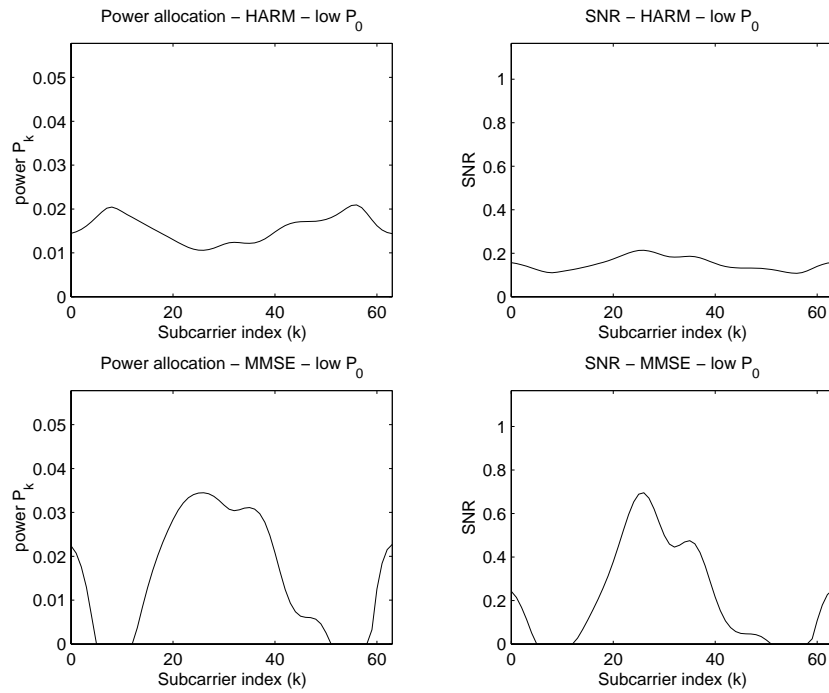 Power allocation − HARM − low P0
0.05
0.04
0.03
0.02
0.01
0
power Pk
0 20 40 60
Subcarrier index (k)
SNR − HARM − low P0
1
0.8
0.6
0.4
0.2
0
SNR
0 20 40 60
Subcarrier index (k)
Power allocation − MMSE − low P0
0.05
0.04
0.03
0.02
0.01
0
power Pk
0 20 40 60
Subcarrier index (k)
SNR − MMSE − low P0
1
0.8
0.6
0.4
0.2
0
SNR
0 20 40 60
Subcarrier index (k)